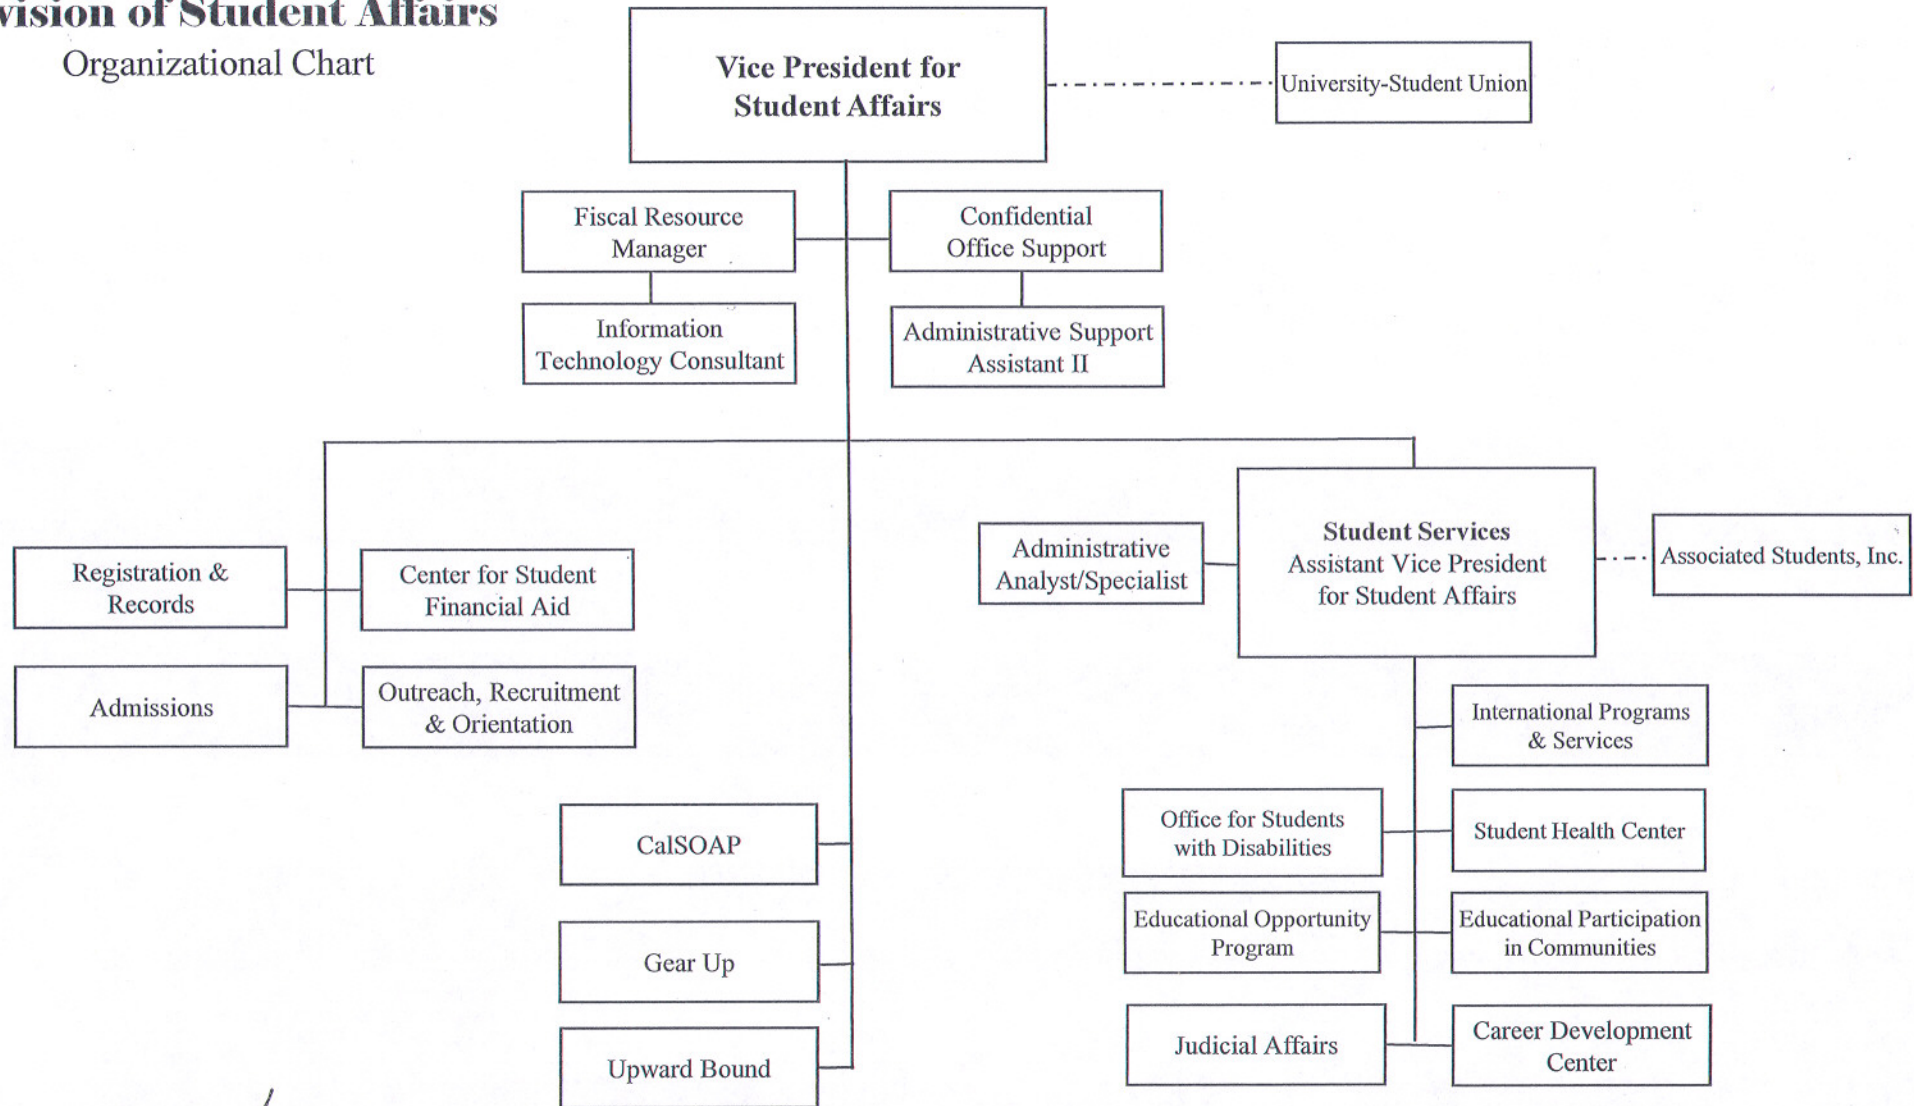 vision of Student Affairs
Organizational Chart
Vice President for
Student Affairs
University-Student Union
Fiscal Resource
Manager
Confidential
Office Support
Information
Technology Consultant
Administrative Support
Assistant II
Student Services
Assistant Vice President
for Student Affairs
Administrative
Analyst/Specialist
Associated Students, Inc.
Registration &
Records
Center for Student
Financial Aid
Admissions
Outreach, Recruitment
& Orientation
CalSOAP
Gear Up
Upward Bound
International Programs
& Services
Office for Students
with Disabilities
Student Health Center
Educational Opportunity
Program
Educational Participation
in Communities
Judicial Affairs
Career Development
Center